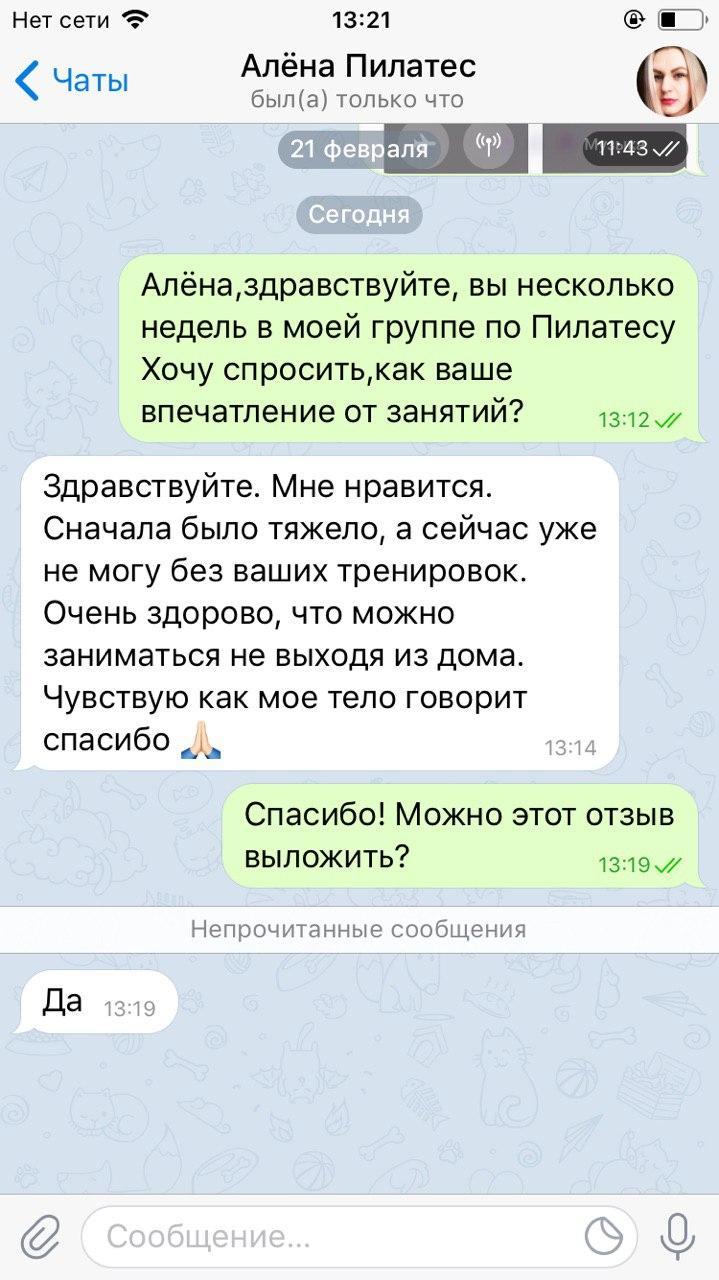 Нет сети 13:21
Чаты
Алёна Пилатес
был(а) только что
21 февраля
11:43
Сегодня
Алёна,здравствуйте, вы несколько
недель в моей группе по Пилатесу
Хочу спросить,как ваше
впечатление от занятий?
13:12
Здравствуйте. Мне нравится.
Сначала было тяжело, а сейчас уже
не могу без ваших тренировок.
Очень здорово, что можно
заниматься не выходя из дома.
Чувствую как мое тело говорит
спасибо 🙏🏻
13:14
Спасибо! Можно этот отзыв
выложить?
13:19
Непрочитанные сообщения
Да 13:19
Сообщение...